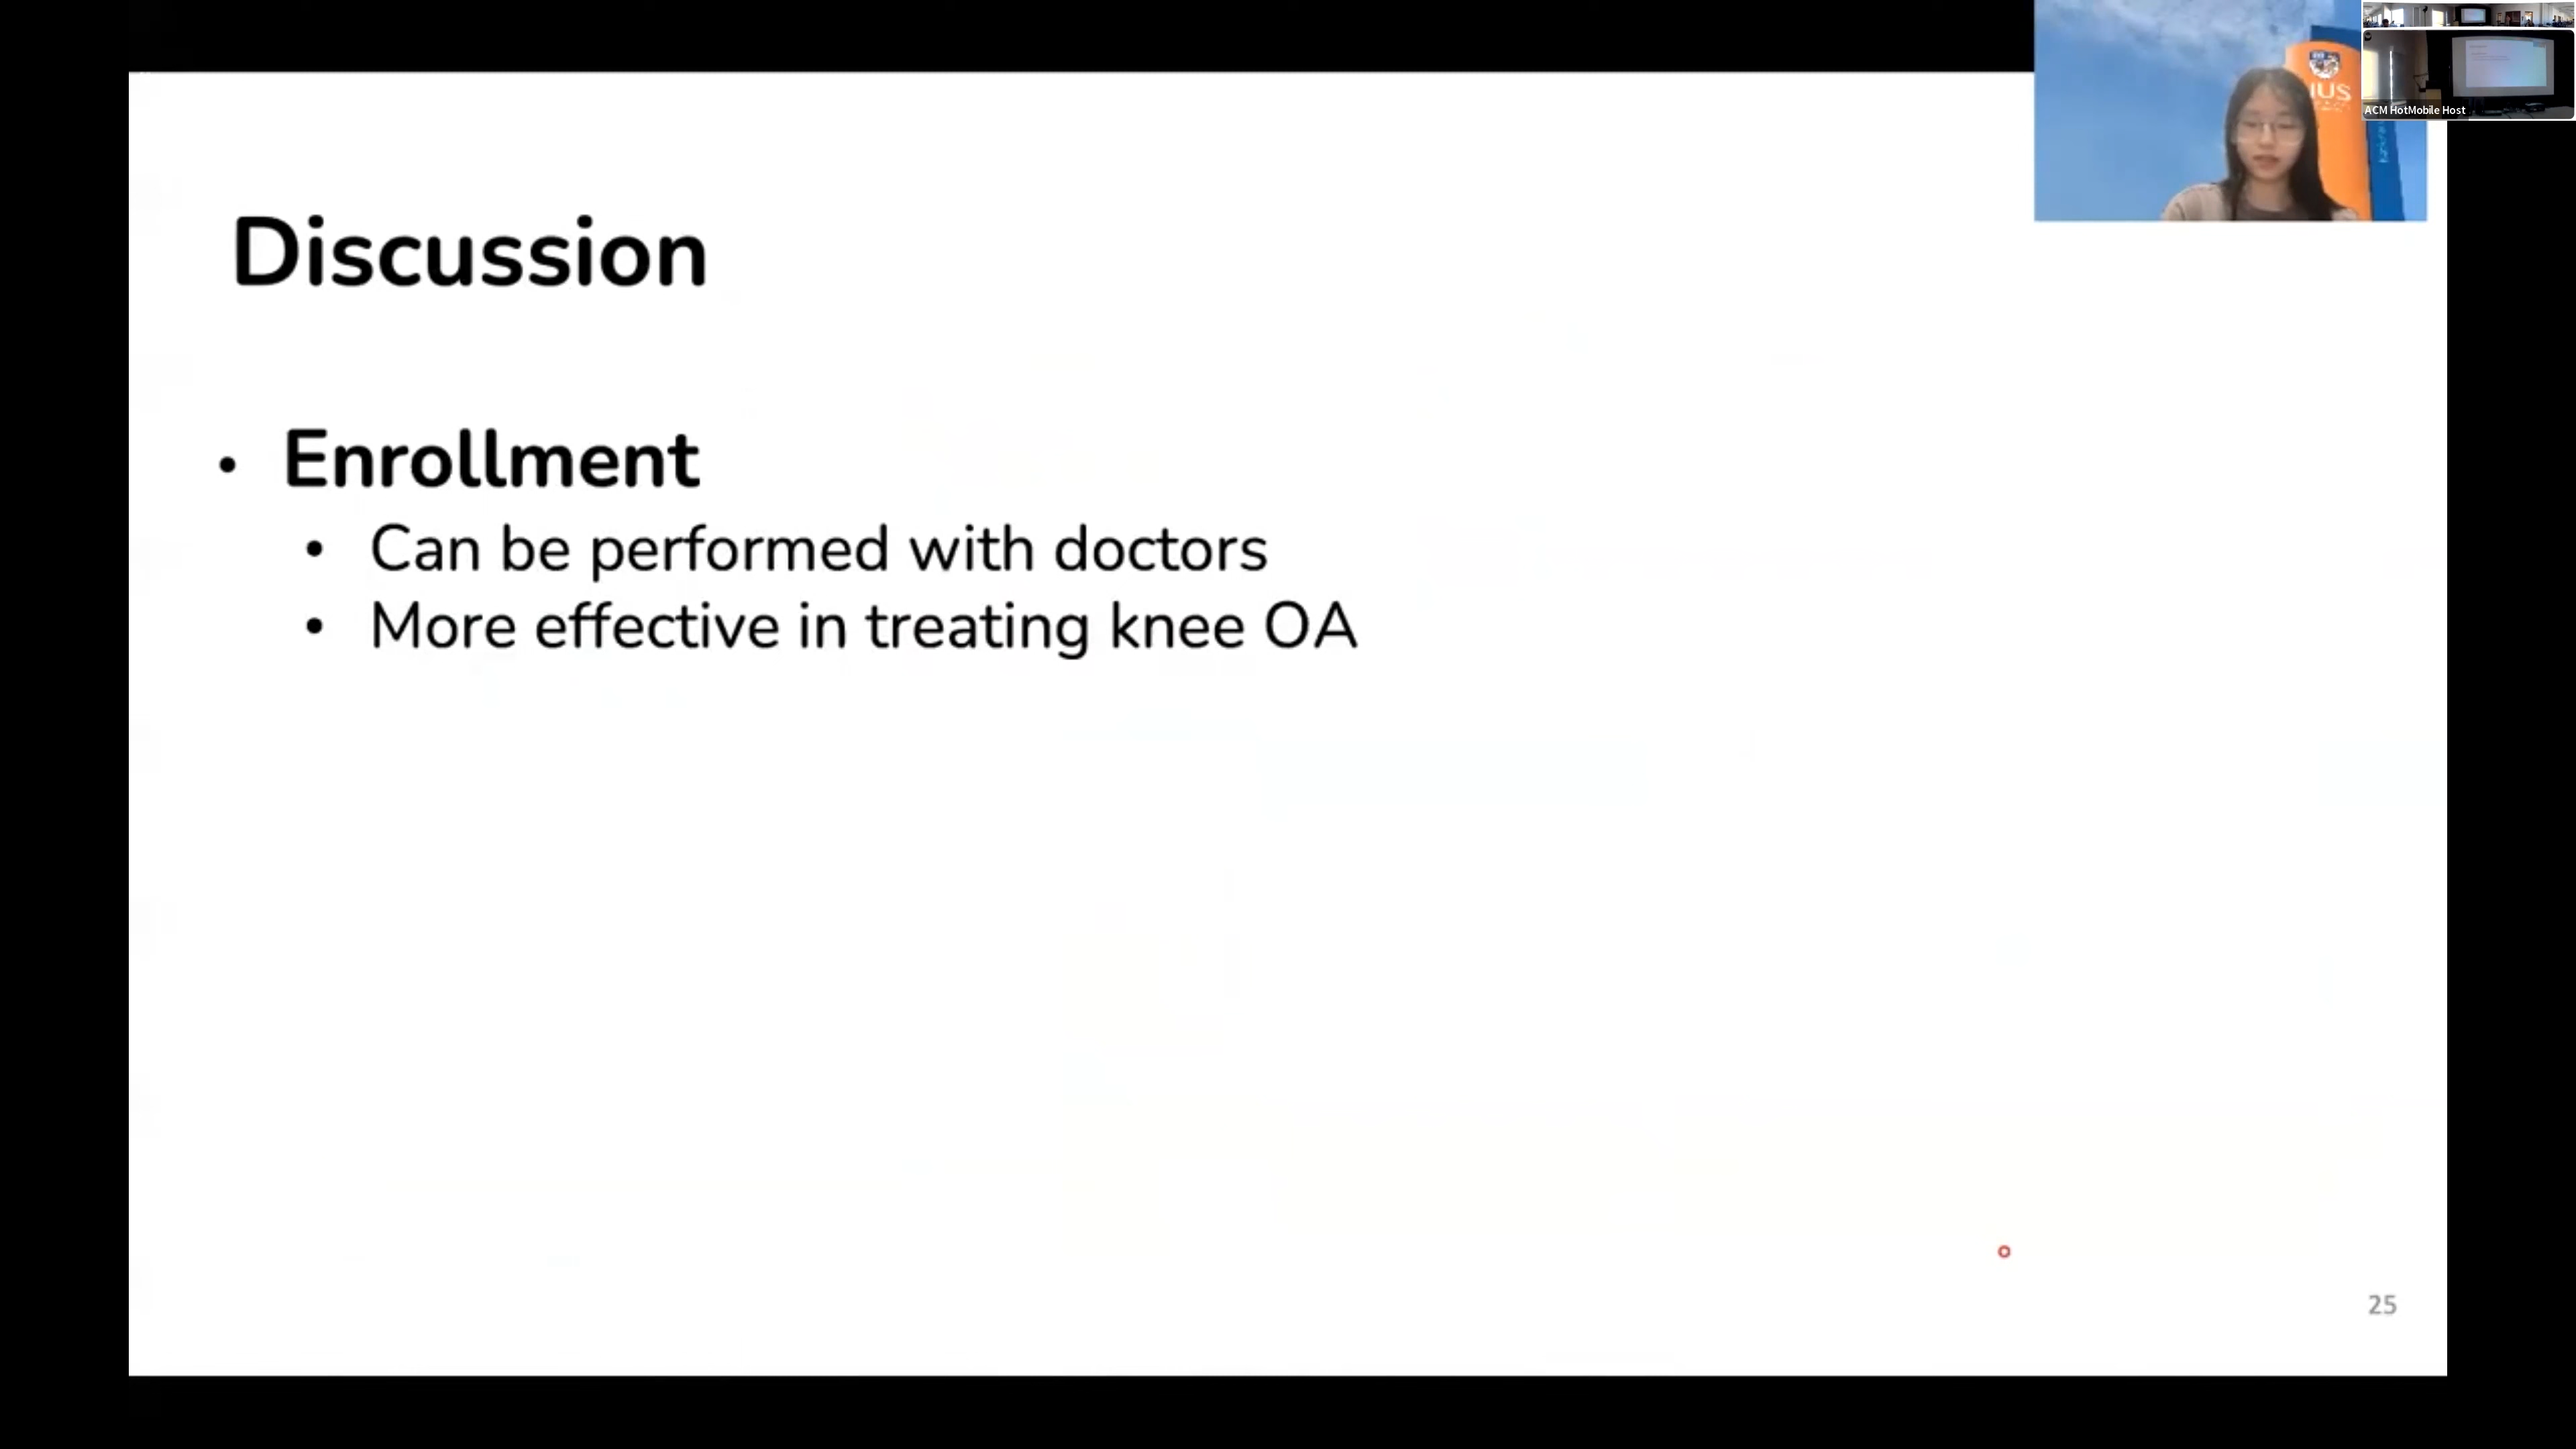 Discussion
• Enrollment
• Can be performed with doctors
• More effective in treating knee OA
25
ACM HotMobile Host